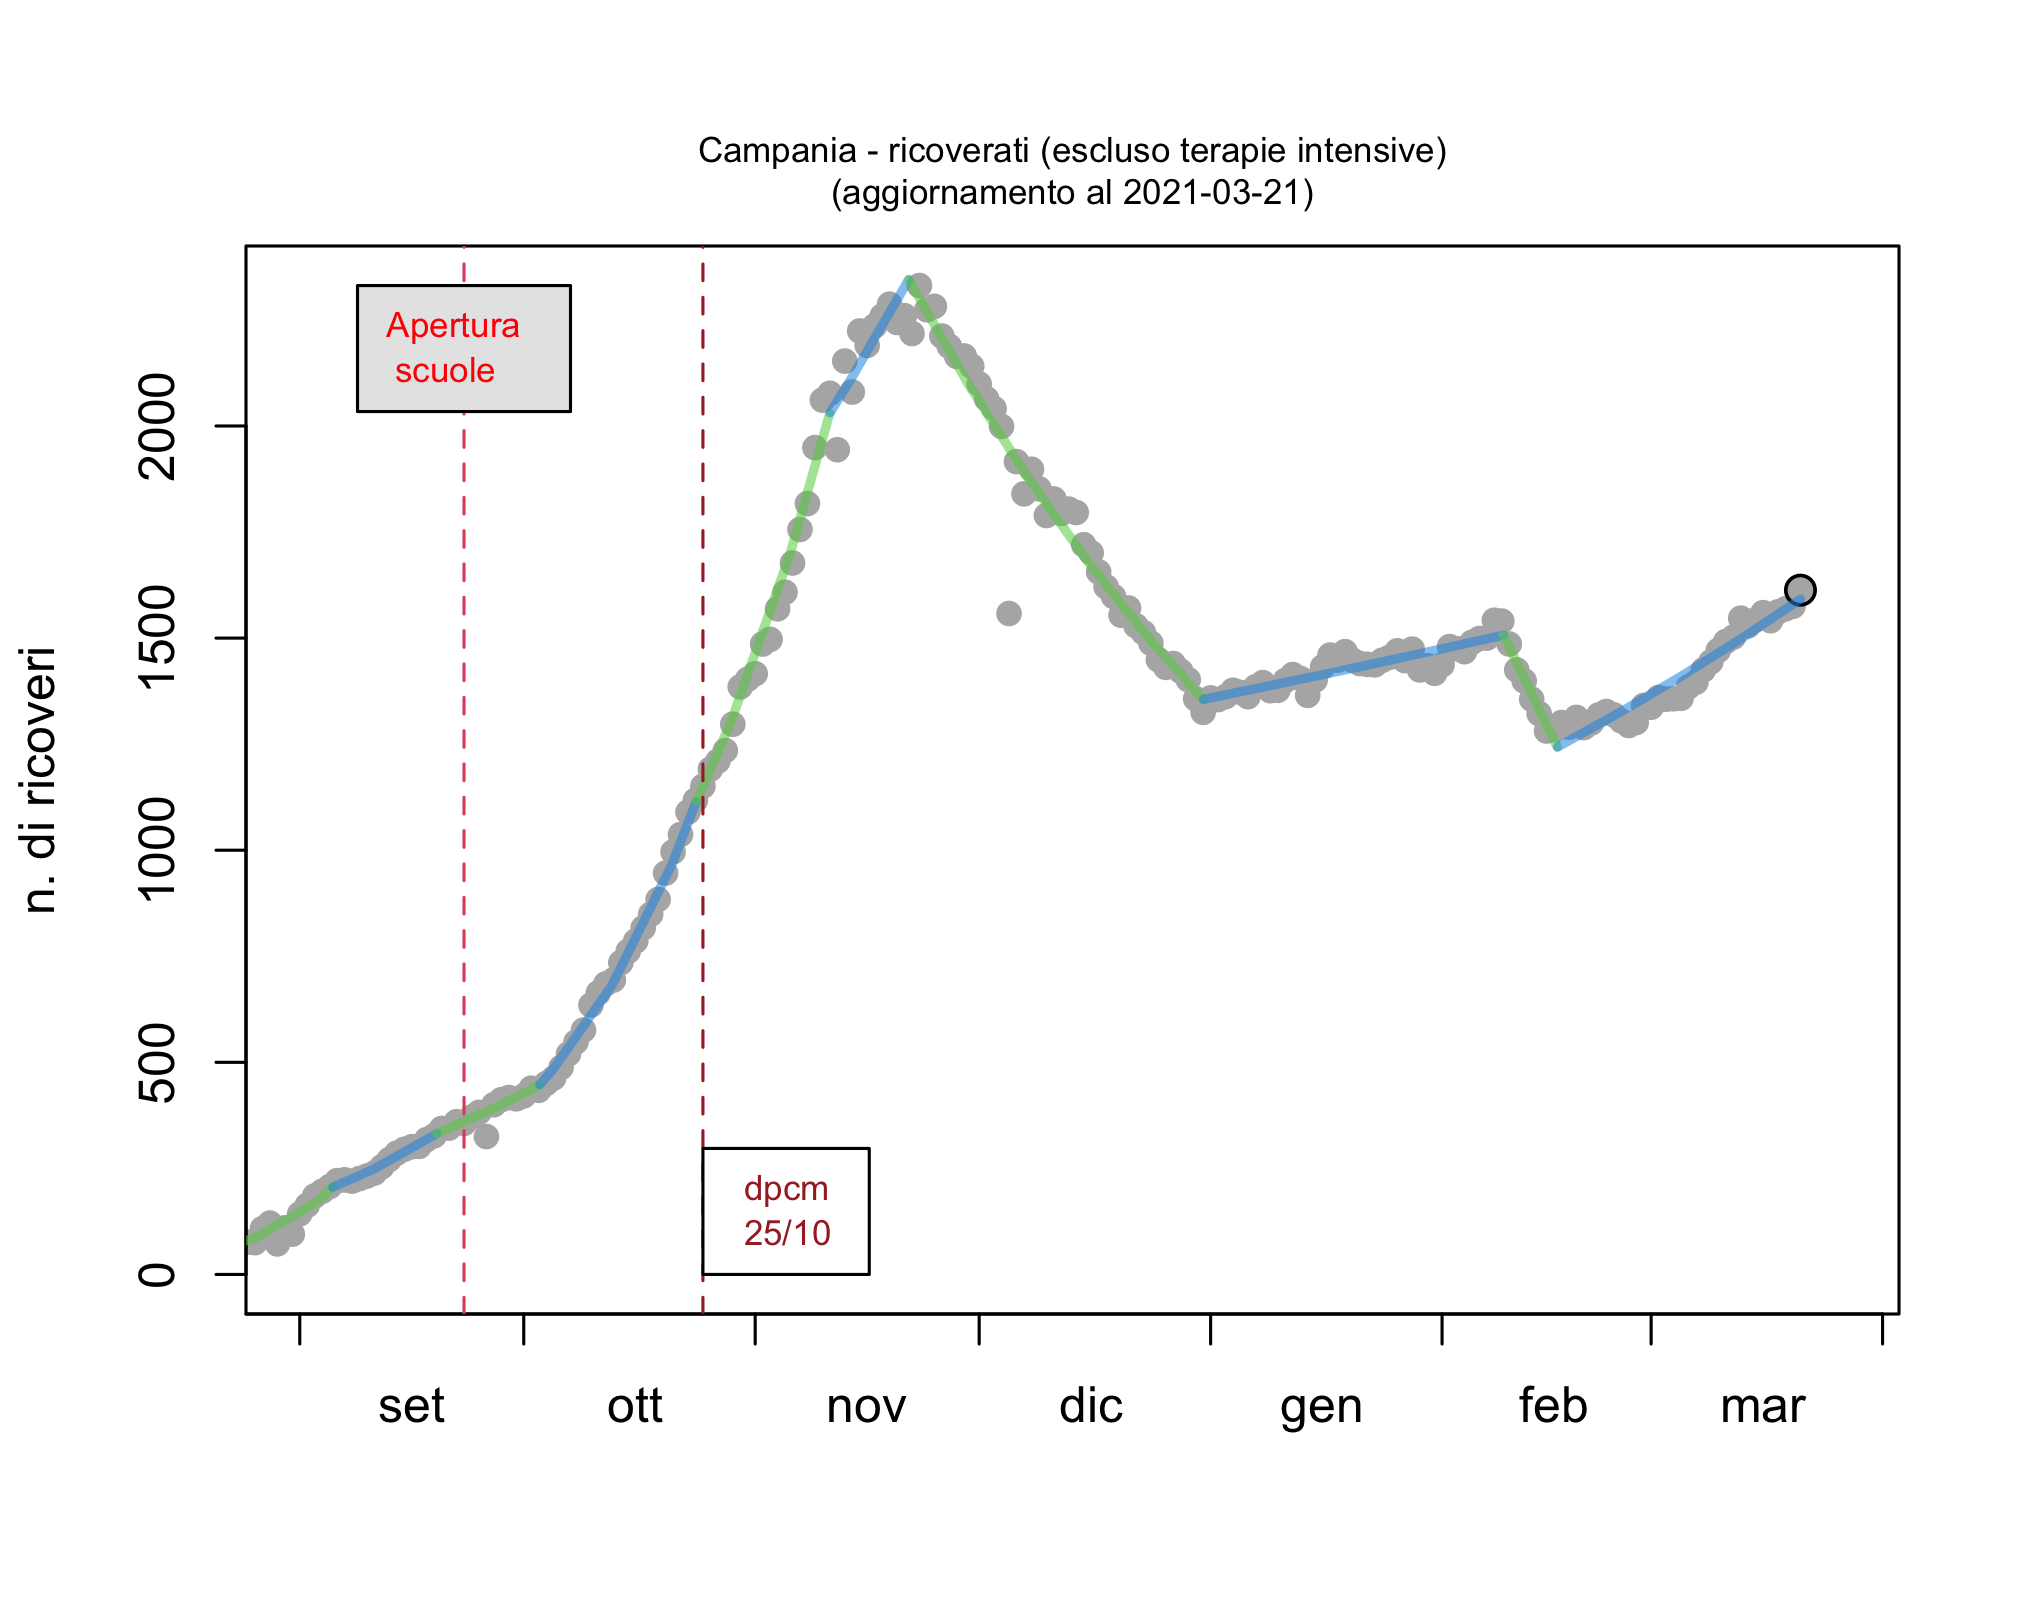 Campania - ricoverati (escluso terapie intensive)
(aggiornamento al 2021-03-21)
Apertura
scuole
n. di ricoveri
2000
1500
1000
500
0
dpcm
25/10
set ott nov dic gen feb mar